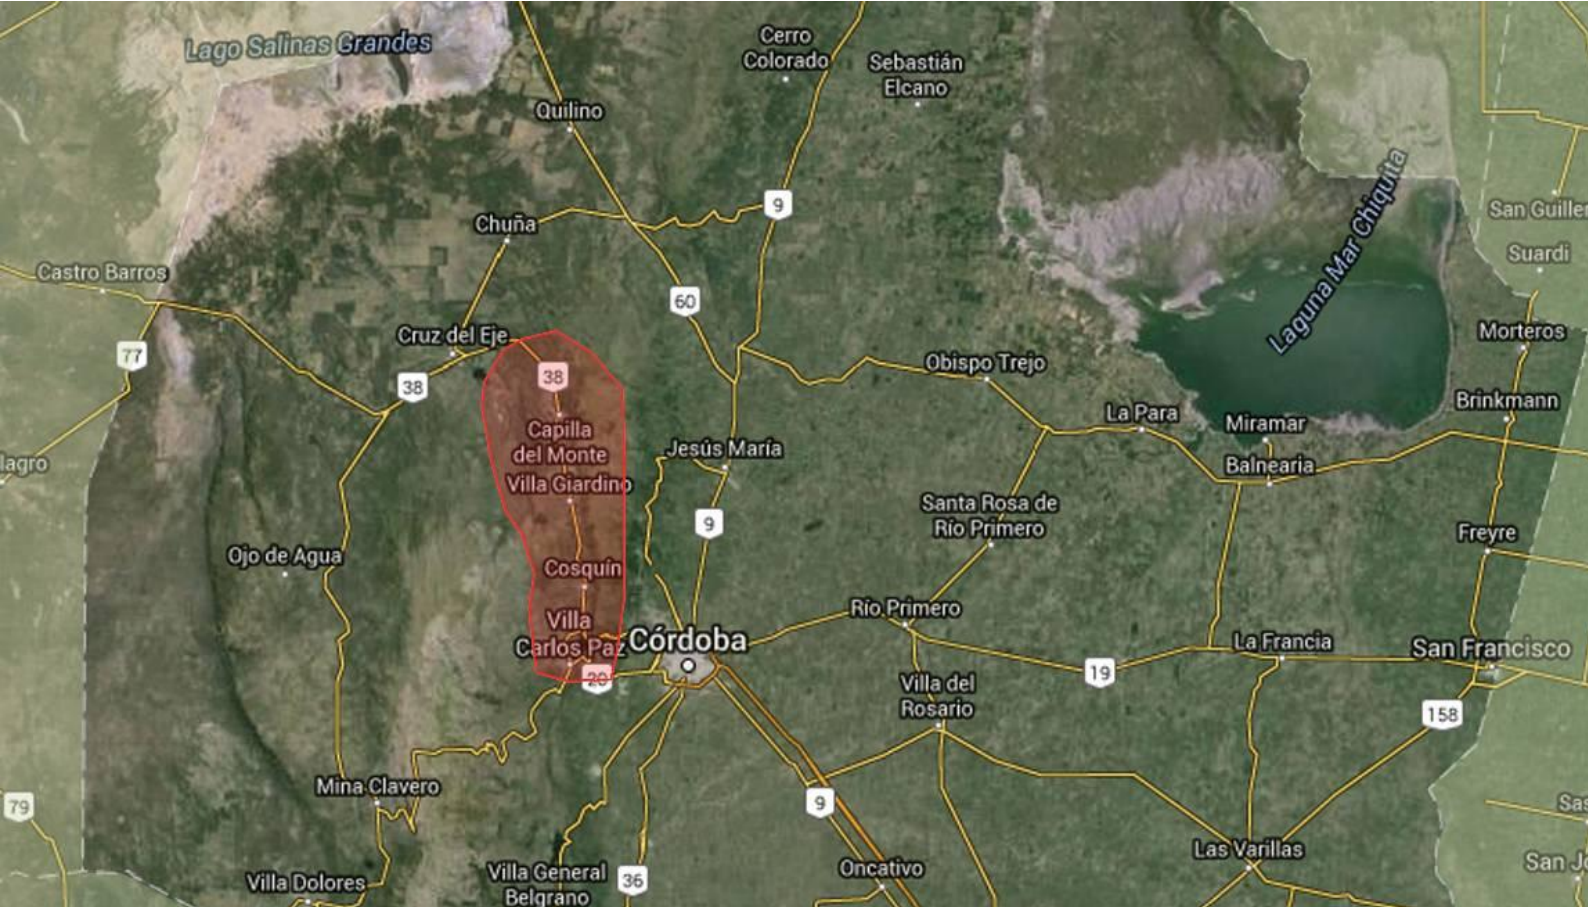 Lago Salinas Grandes
Cerro
Colorado
Sebastián
Elcano
Quilino
9
Chuña
San Guiller
Suardi
Castro Barros
60
Laguna Mar Chiquita
Cruz del Eje
77
38
38
Obispo Trejo
Morteros
Brinkmann
La Para
Miramar
Capilla
del Monte
Jesús María
lagro
Balnearia
Villa Giardino
9
Santa Rosa de
Río Primero
Freyre
Ojo de Agua
Cosquín
Río Primero
Villa
Carlos Paz
Córdoba
La Francia
San Francisco
20
19
Villa del
Rosario
158
Mina Clavero
79
9
Sas
Las Varillas
San Jo
Villa Dolores
Villa General
Belgrano
36
Oncativo